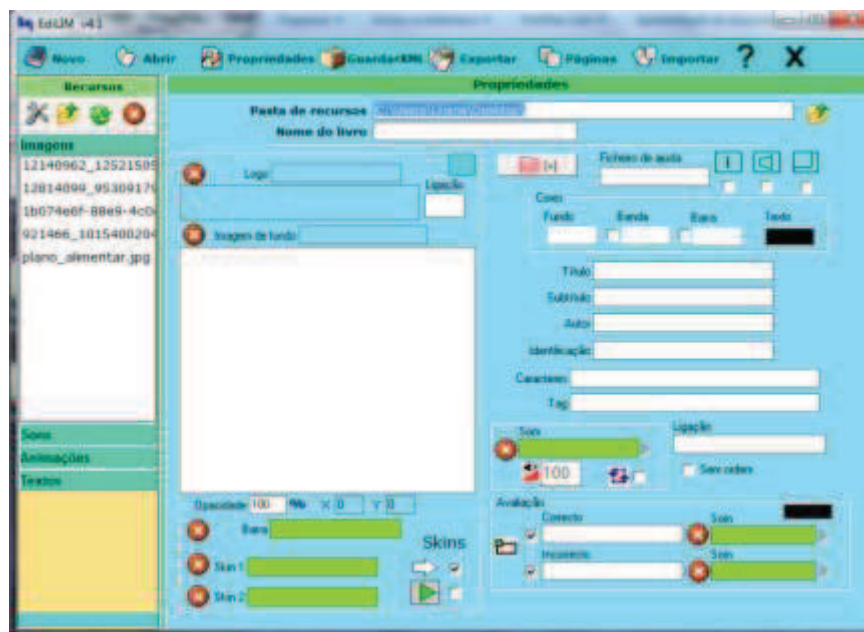 EdiLIM v4.1
Novo Abrir Propriedades GuardarXML Exportar Páginas Importar ? X
Recursos
Propriedades
Pasta de recursos
Nome do livro
Imagens
12140962_12521505
12814099_9530917
1b074e6f-88e9-4c0
921466_1015400204
plano_alimentar.jpg
Sons
Animações
Textos
Logo
Ligação
Imagem de fundo
Opacidade 100 % X 0 Y 0
Barra
Skins
Skin 1
Skin 2
Ficheiro de ajuda
Cores
Fundo Banda Barra Texto
Título
Subtítulo
Autor
Identificação
Caracteres
Tag
Som
Ligação
100
Sem ordem
Avaliação
Correcto Som
Incorrecto Som